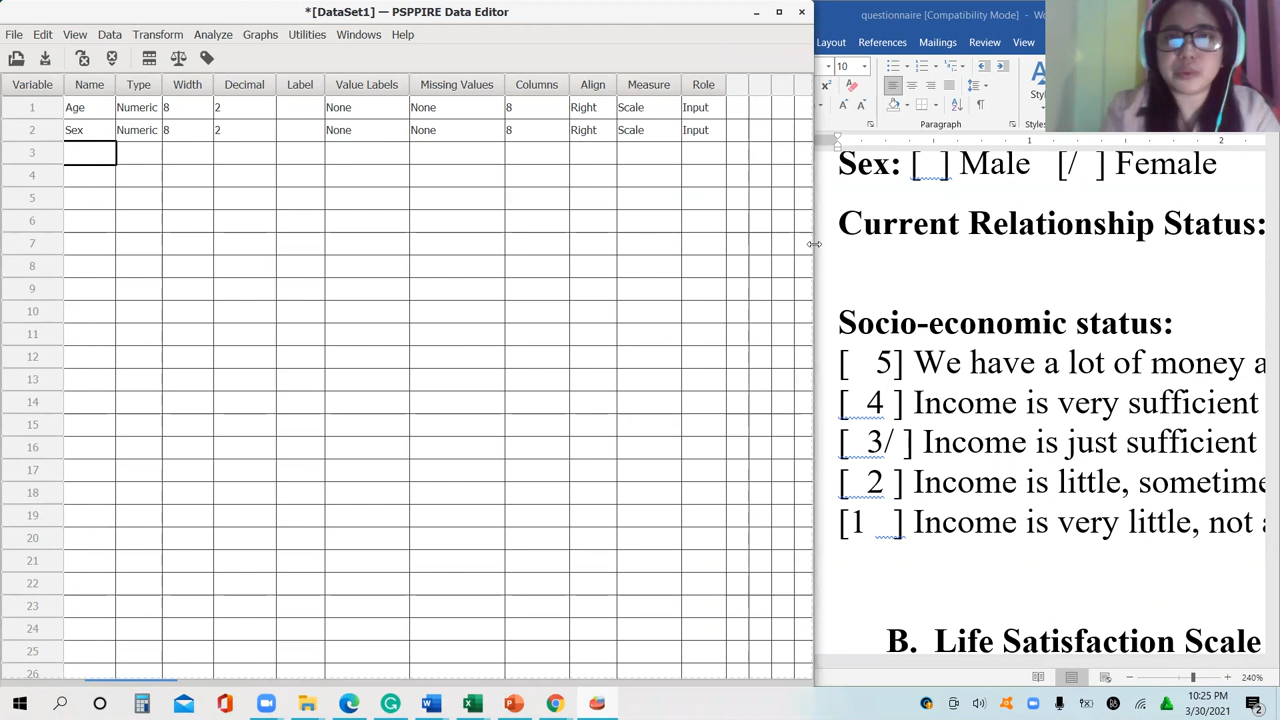 *[DataSet1] — PSPPIRE Data Editor
File Edit View Data Transform Analyze Graphs Utilities Windows Help
Variable Name Type Width Decimal Label Value Labels Missing Values Columns Align Measure Role
1 Age Numeric 8 2 None None 8 Right Scale Input
2 Sex Numeric 8 2 None None 8 Right Scale Input
3
4
5
6
7
8
9
10
11
12
13
14
15
16
17
18
19
20
21
22
23
24
25
26
questionnaire [Compatibility Mode] - Wo
Layout References Mailings Review View
10
Styles
Paragraph
1 2
Sex: [ ] Male [/ ] Female
Current Relationship Status:
Socio-economic status:
[ 5] We have a lot of money a
[ 4 ] Income is very sufficient
[ 3/ ] Income is just sufficient
[ 2 ] Income is little, sometime
[1 ] Income is very little, not a
B. Life Satisfaction Scale
240%
10:25 PM
3/30/2021
2